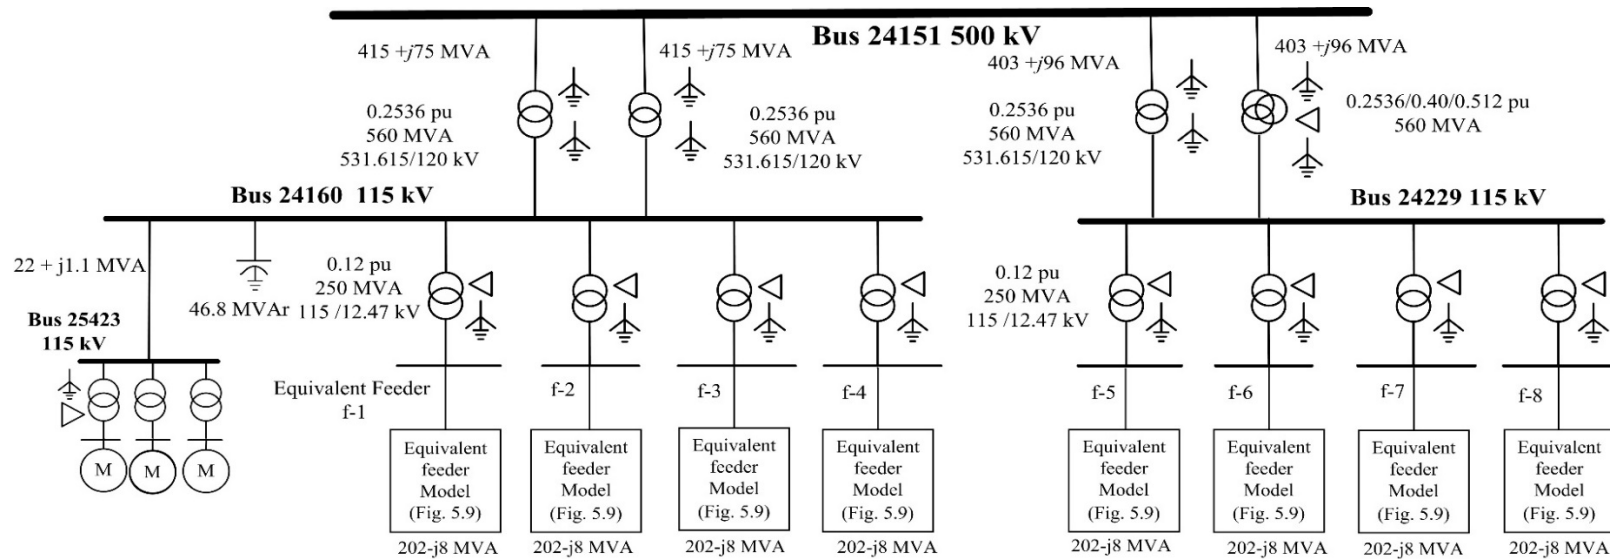 Bus 24151 500 kV
415 +j75 MVA
415 +j75 MVA
403 +j96 MVA
403 +j96 MVA
0.2536 pu
560 MVA
531.615/120 kV
0.2536 pu
560 MVA
531.615/120 kV
0.2536 pu
560 MVA
531.615/120 kV
0.2536/0.40/0.512 pu
560 MVA
Bus 24160 115 kV
Bus 24229 115 kV
22 + j1.1 MVA
46.8 MVAr
0.12 pu
250 MVA
115 /12.47 kV
0.12 pu
250 MVA
115 /12.47 kV
Bus 25423
115 kV
M
M
M
Equivalent Feeder
f-1
f-2
f-3
f-4
f-5
f-6
f-7
f-8
Equivalent
feeder
Model
(Fig. 5.9)
Equivalent
feeder
Model
(Fig. 5.9)
Equivalent
feeder
Model
(Fig. 5.9)
Equivalent
feeder
Model
(Fig. 5.9)
Equivalent
feeder
Model
(Fig. 5.9)
Equivalent
feeder
Model
(Fig. 5.9)
Equivalent
feeder
Model
(Fig. 5.9)
Equivalent
feeder
Model
(Fig. 5.9)
202-j8 MVA
202-j8 MVA
202-j8 MVA
202-j8 MVA
202-j8 MVA
202-j8 MVA
202-j8 MVA
202-j8 MVA